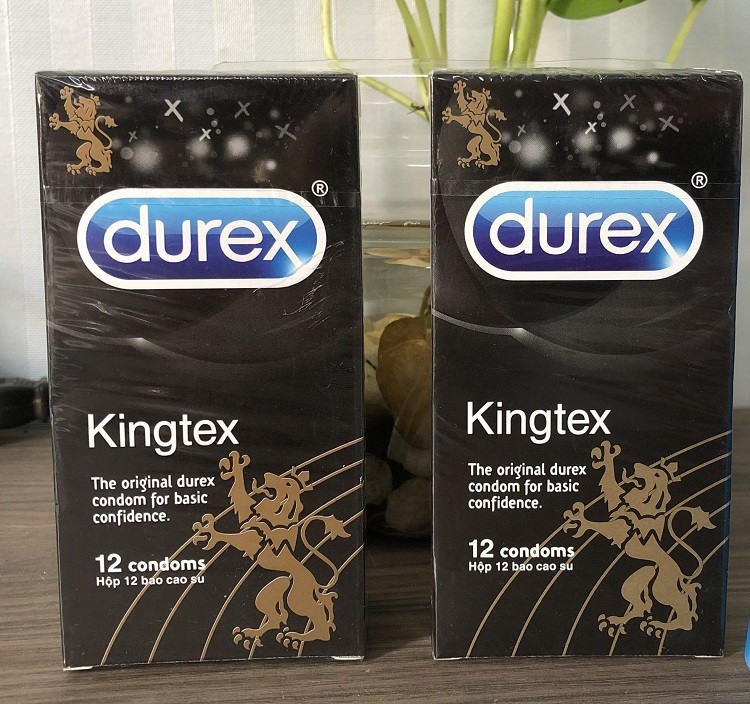 durex®
Kingtex
The original durex
condom for basic
confidence.
12 condoms
Hộp 12 bao cao su
durex®
Kingtex
The original durex
condom for basic
confidence.
12 condoms
Hộp 12 bao cao su